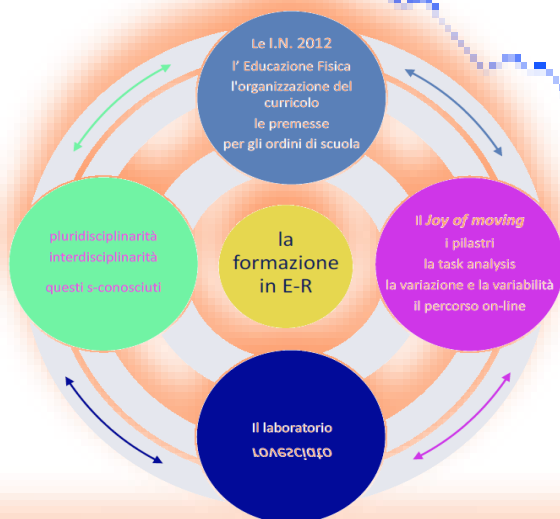 Le I.N. 2012
l' Educazione Fisica
l'organizzazione del
curricolo
le premesse
per gli ordini di scuola
pluridisciplinarità
interdisciplinarità
questi s-conosciuti
la
formazione
in E-R
Il Joy of moving
i pilastri
la task analysis
la variazione e la variabilità
il percorso on-line
Il laboratorio
rovesciato